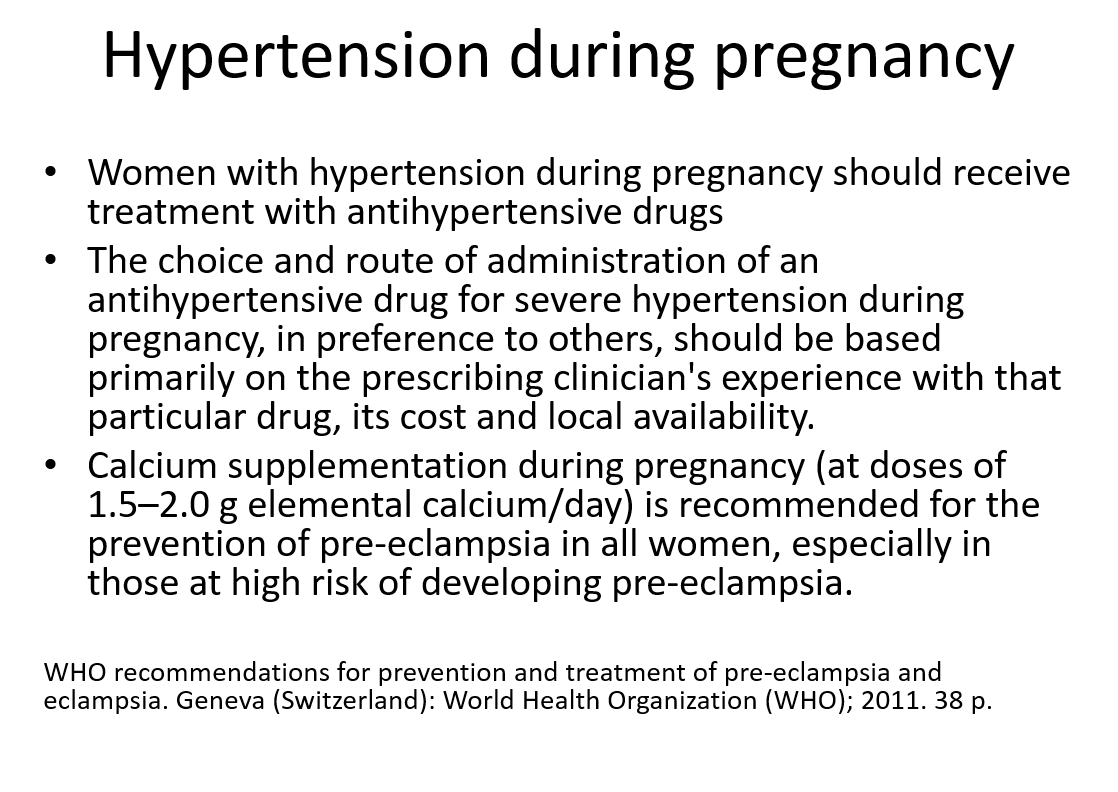 Hypertension during pregnancy
• Women with hypertension during pregnancy should receive
treatment with antihypertensive drugs
• The choice and route of administration of an
antihypertensive drug for severe hypertension during
pregnancy, in preference to others, should be based
primarily on the prescribing clinician's experience with that
particular drug, its cost and local availability.
• Calcium supplementation during pregnancy (at doses of
1.5–2.0 g elemental calcium/day) is recommended for the
prevention of pre-eclampsia in all women, especially in
those at high risk of developing pre-eclampsia.
WHO recommendations for prevention and treatment of pre-eclampsia and
eclampsia. Geneva (Switzerland): World Health Organization (WHO); 2011. 38 p.